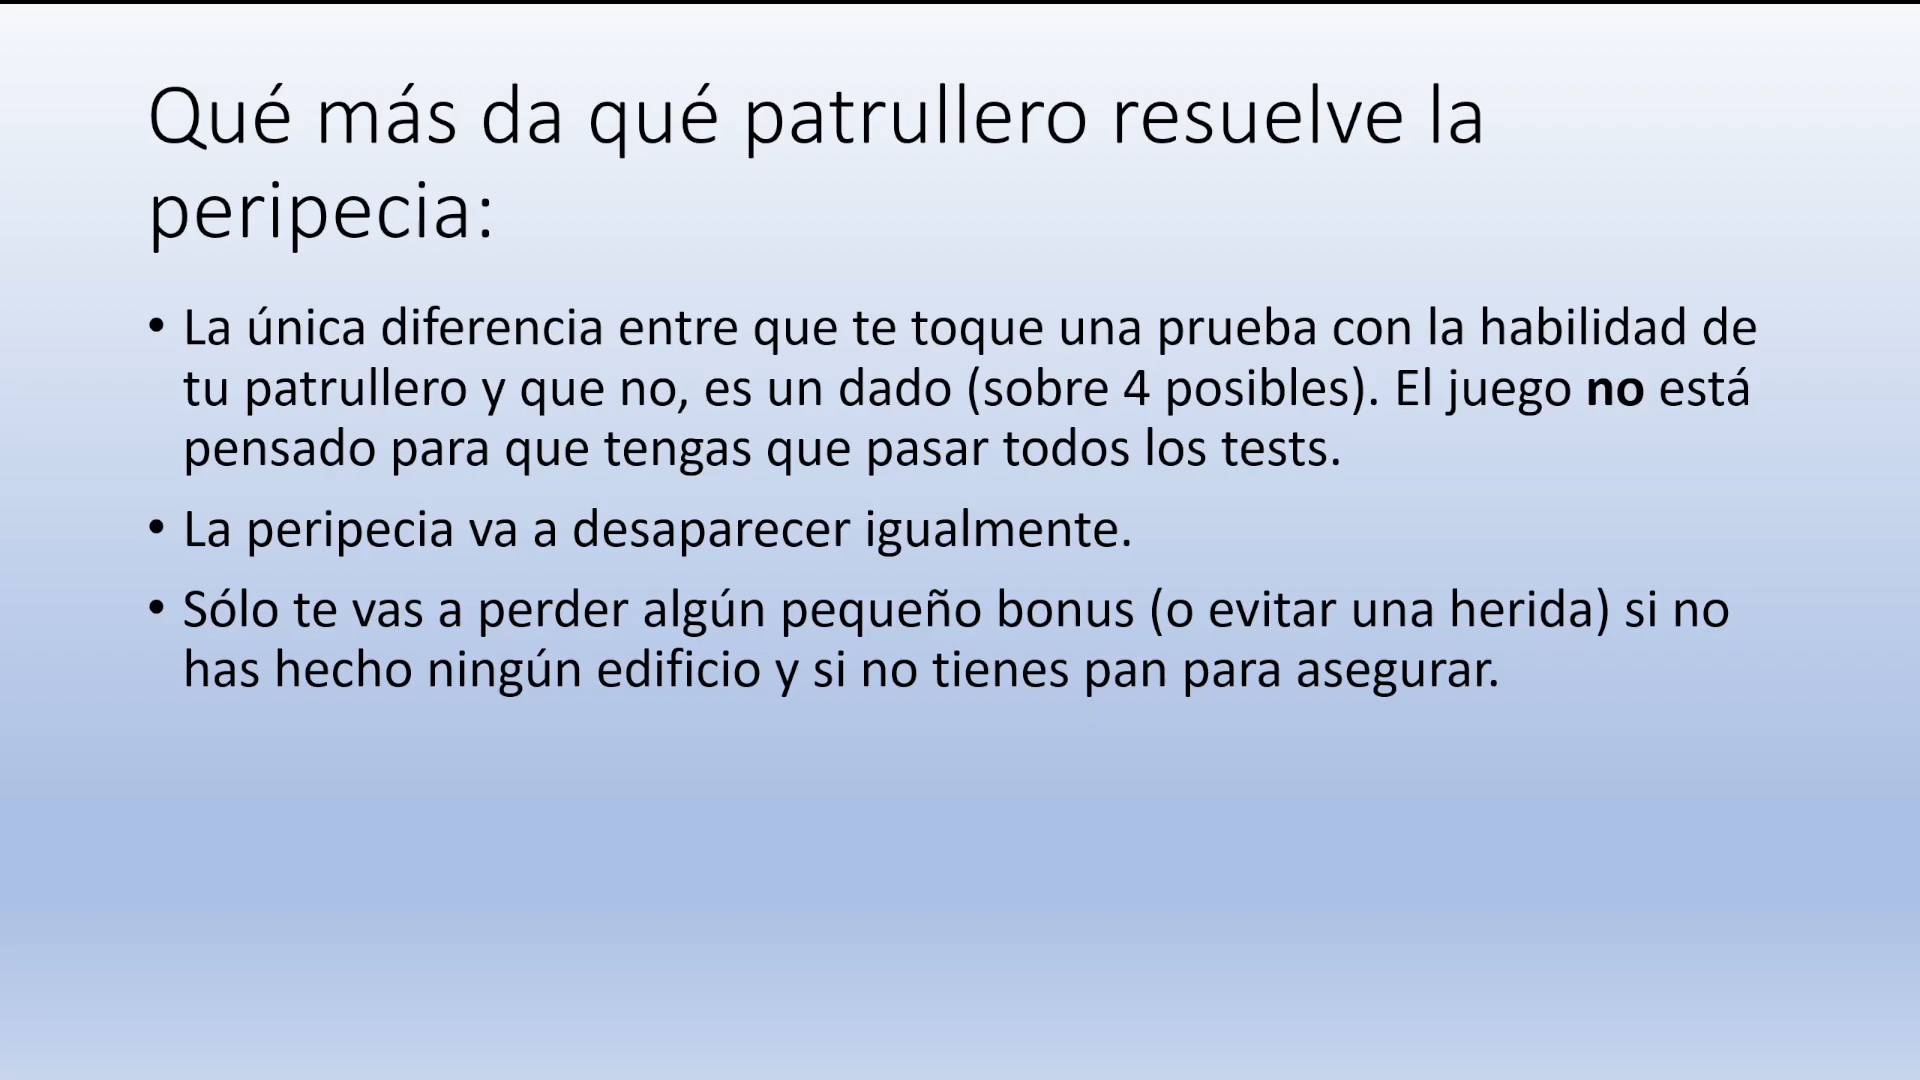 Qué más da qué patrullero resuelve la
peripecia:
• La única diferencia entre que te toque una prueba con la habilidad de
tu patrullero y que no, es un dado (sobre 4 posibles). El juego no está
pensado para que tengas que pasar todos los tests.
• La peripecia va a desaparecer igualmente.
• Sólo te vas a perder algún pequeño bonus (o evitar una herida) si no
has hecho ningún edificio y si no tienes pan para asegurar.